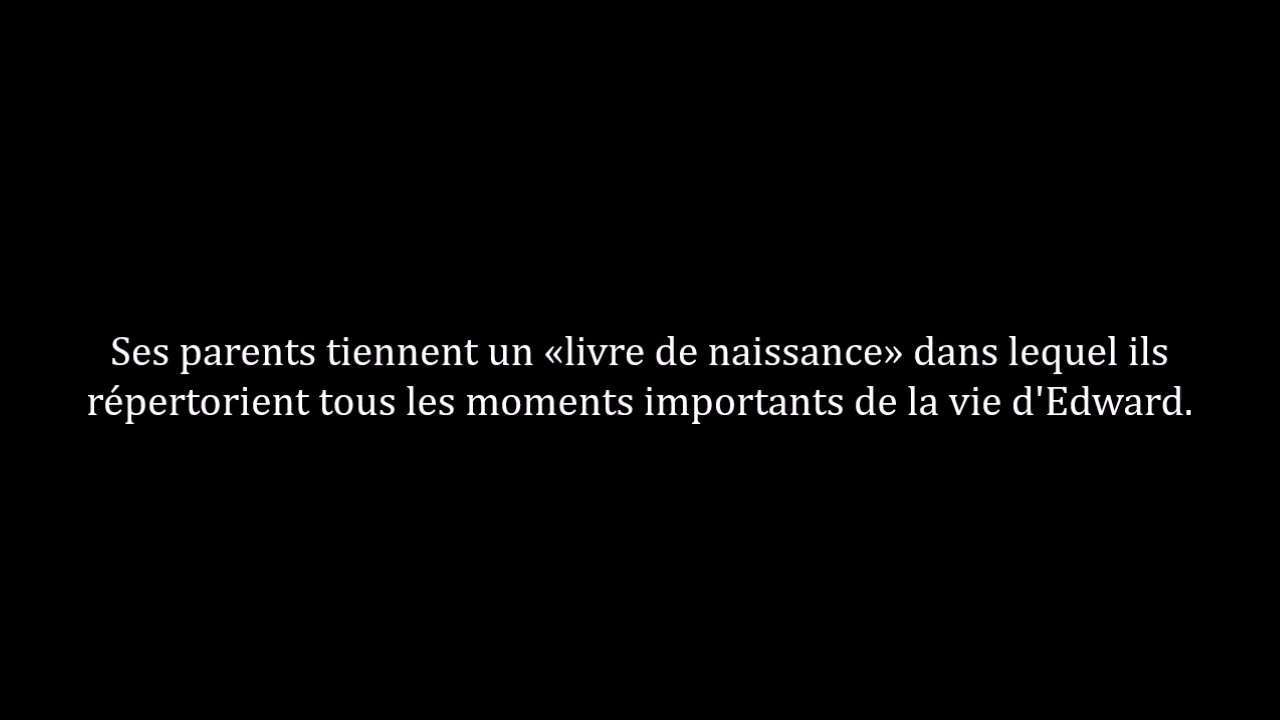 Ses parents tiennent un «livre de naissance» dans lequel ils
répertorient tous les moments importants de la vie d'Edward.